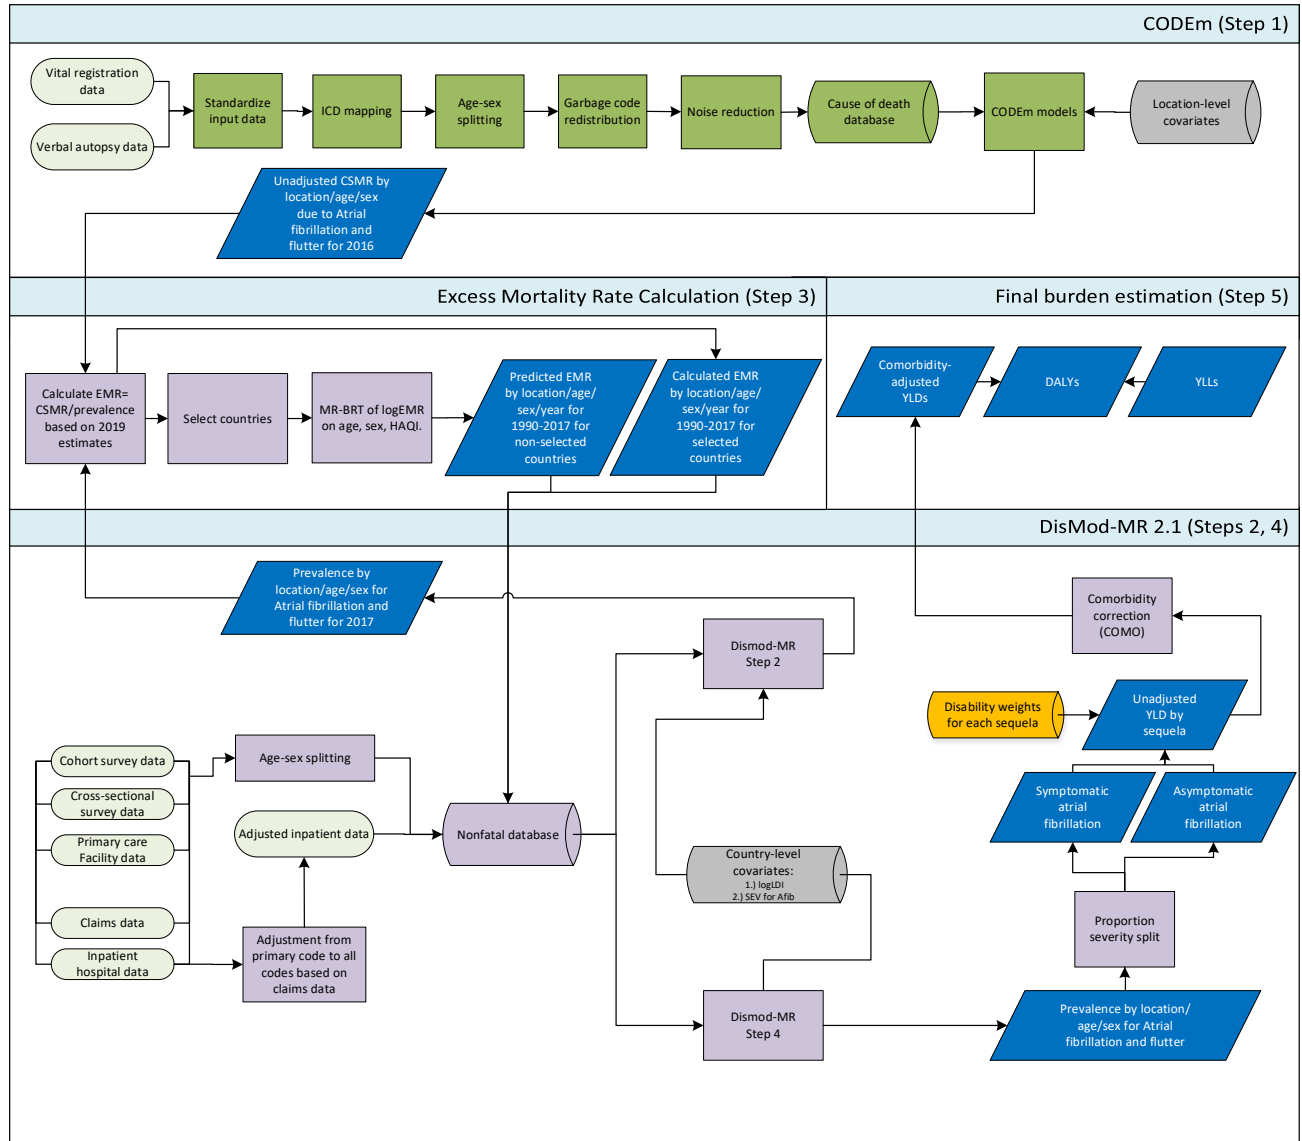 CODEm (Step 1)
Vital registration
data
Verbal autopsy data
Standardize
input data
ICD mapping
Age-sex
splitting
Garbage code
redistribution
Noise reduction
Cause of death
database
CODEm models
Location-level
covariates
Unadjusted CSMR by
location/age/sex
due to Atrial
fibrillation and
flutter for 2016
Excess Mortality Rate Calculation (Step 3)
Calculate EMR=
CSMR/prevalence
based on 2019
estimates
Select countries
MR-BRT of logEMR
on age, sex, HAQI.
Predicted EMR
by location/age/
sex/year for
1990-2017 for
non-selected
countries
Calculated EMR
by location/age/
sex/year for
1990-2017 for
selected
countries
Final burden estimation (Step 5)
Comorbidity-
adjusted
YLDs
DALYs
YLLs
DisMod-MR 2.1 (Steps 2, 4)
Prevalence by
location/age/sex for
Atrial fibrillation and
flutter for 2017
Dismod-MR
Step 2
Comorbidity
correction
(COMO)
Disability weights
for each sequela
Unadjusted
YLD by
sequela
Cohort survey data
Cross-sectional
survey data
Primary care
Facility data
Claims data
Inpatient
hospital data
Age-sex splitting
Adjusted inpatient data
Adjustment from
primary code to all
codes based on
claims data
Nonfatal database
Country-level
covariates:
1.) logLDI
2.) SEV for Afib
Symptomatic
atrial
fibrillation
Asymptomatic
atrial
fibrillation
Proportion
severity split
Dismod-MR
Step 4
Prevalence by location/
age/sex for Atrial
fibrillation and flutter